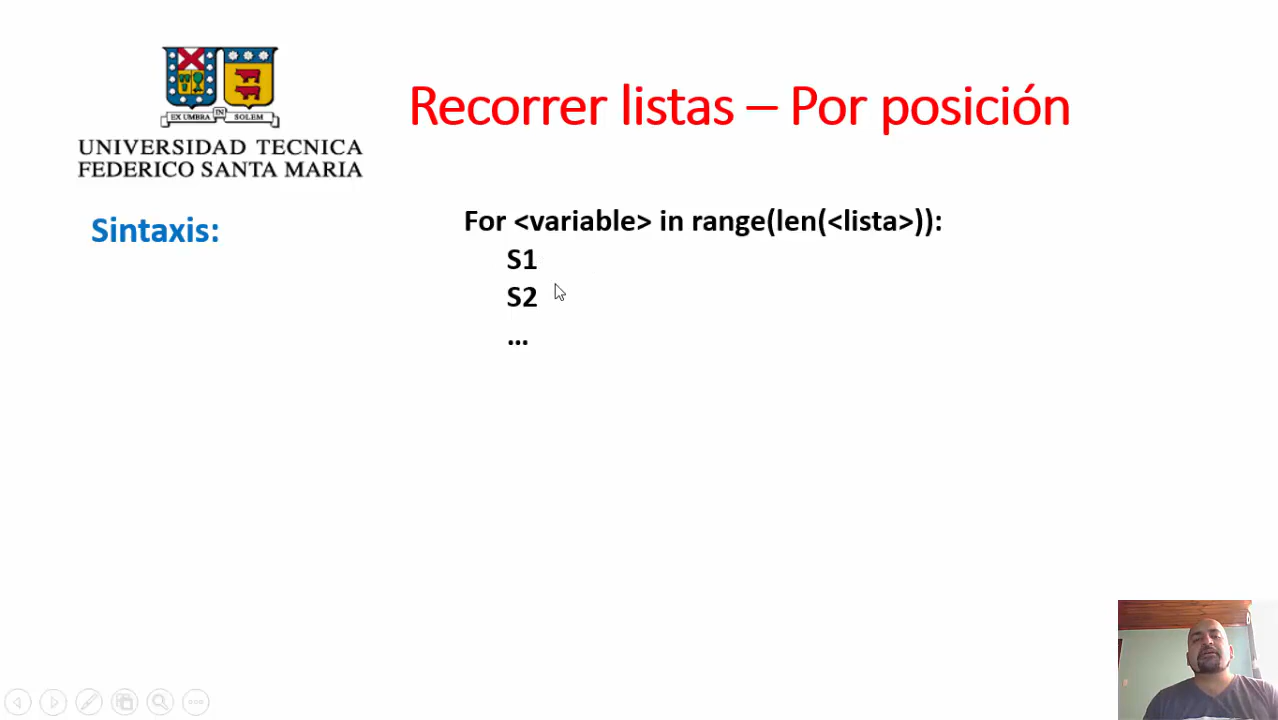 EX UMBRA IN SOLEM
UNIVERSIDAD TECNICA
FEDERICO SANTA MARIA
Recorrer listas – Por posición
Sintaxis:
For <variable> in range(len(<lista>)):
S1
S2
...